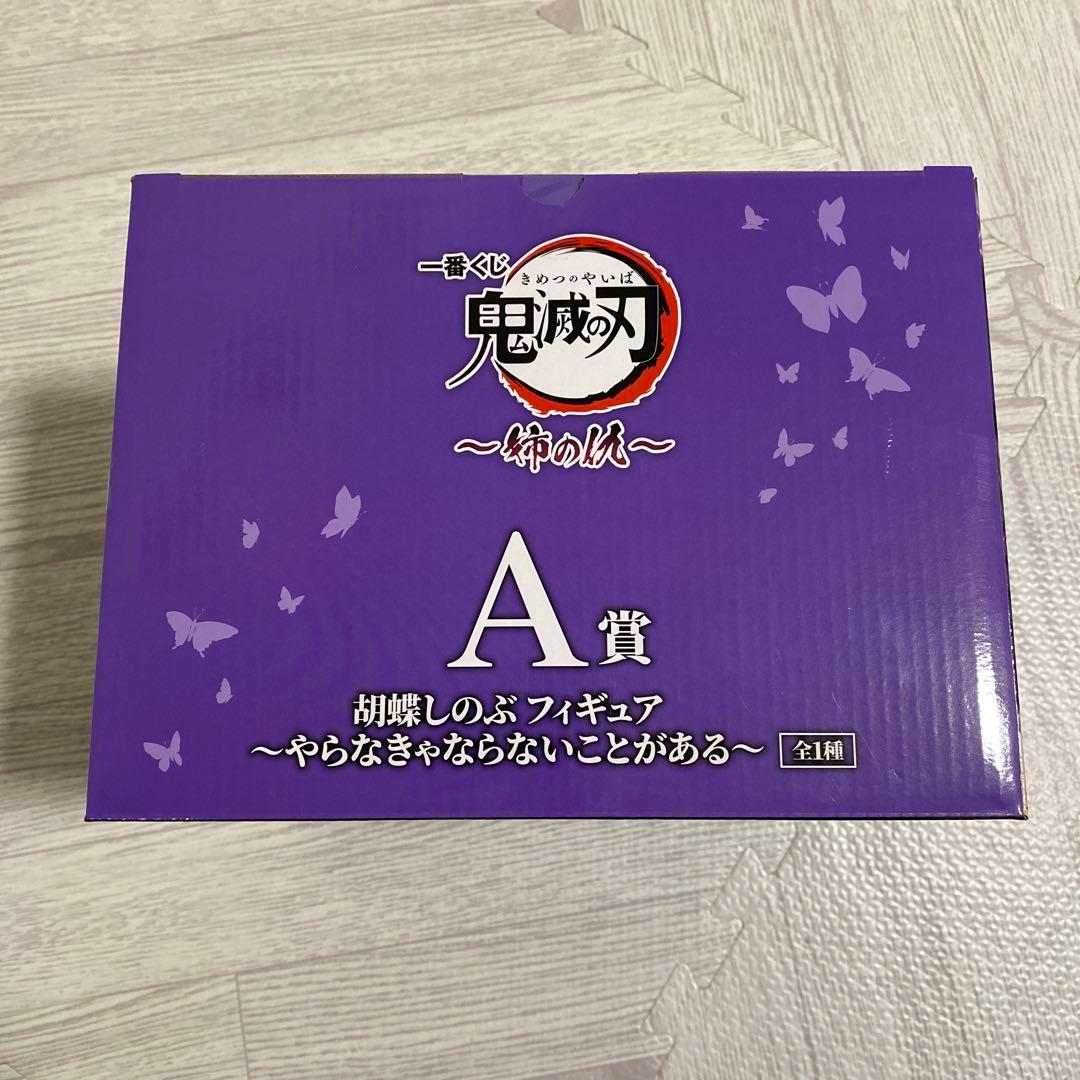 一番くじ
きめつのやいば
鬼滅の刃
～姉の仇～
A賞
胡蝶しのぶ フィギュア
～やらなきゃならないことがある～ 全1種